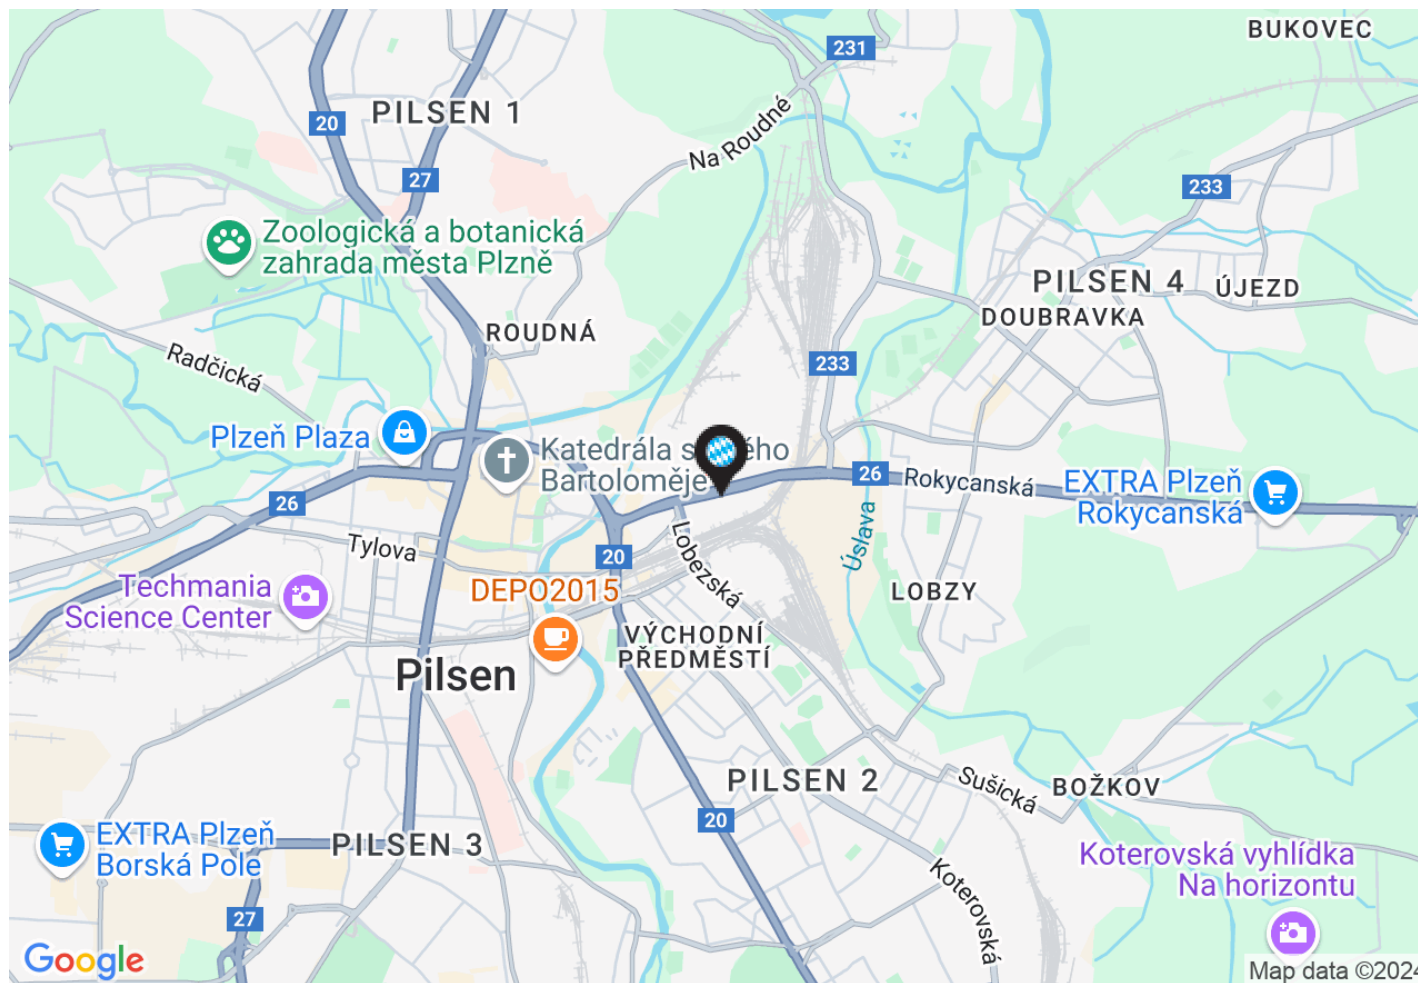 BUKOVEC
231
PILSEN 1
20
Na Roudné
27
233
Zoologická a botanická
zahrada města Plzně
PILSEN 4
ÚJEZD
DOUBRAVKA
ROUDNÁ
Radčická
233
Plzeň Plaza
Katedrála
Bartoloměje
26
Rokycanská
EXTRA Plzeň
Rokycanská
26
Úslava
Tylova
20
Lobezská
Techmania
Science Center
DEPO2015
LOBZY
VÝCHODNÍ
PŘEDMĚSTÍ
Pilsen
PILSEN 2
Sušická
BOŽKOV
20
EXTRA Plzeň
Borská Pole
PILSEN 3
Koterovská vyhlídka
Na horizontu
Koterovská
27
Google
Map data ©2024